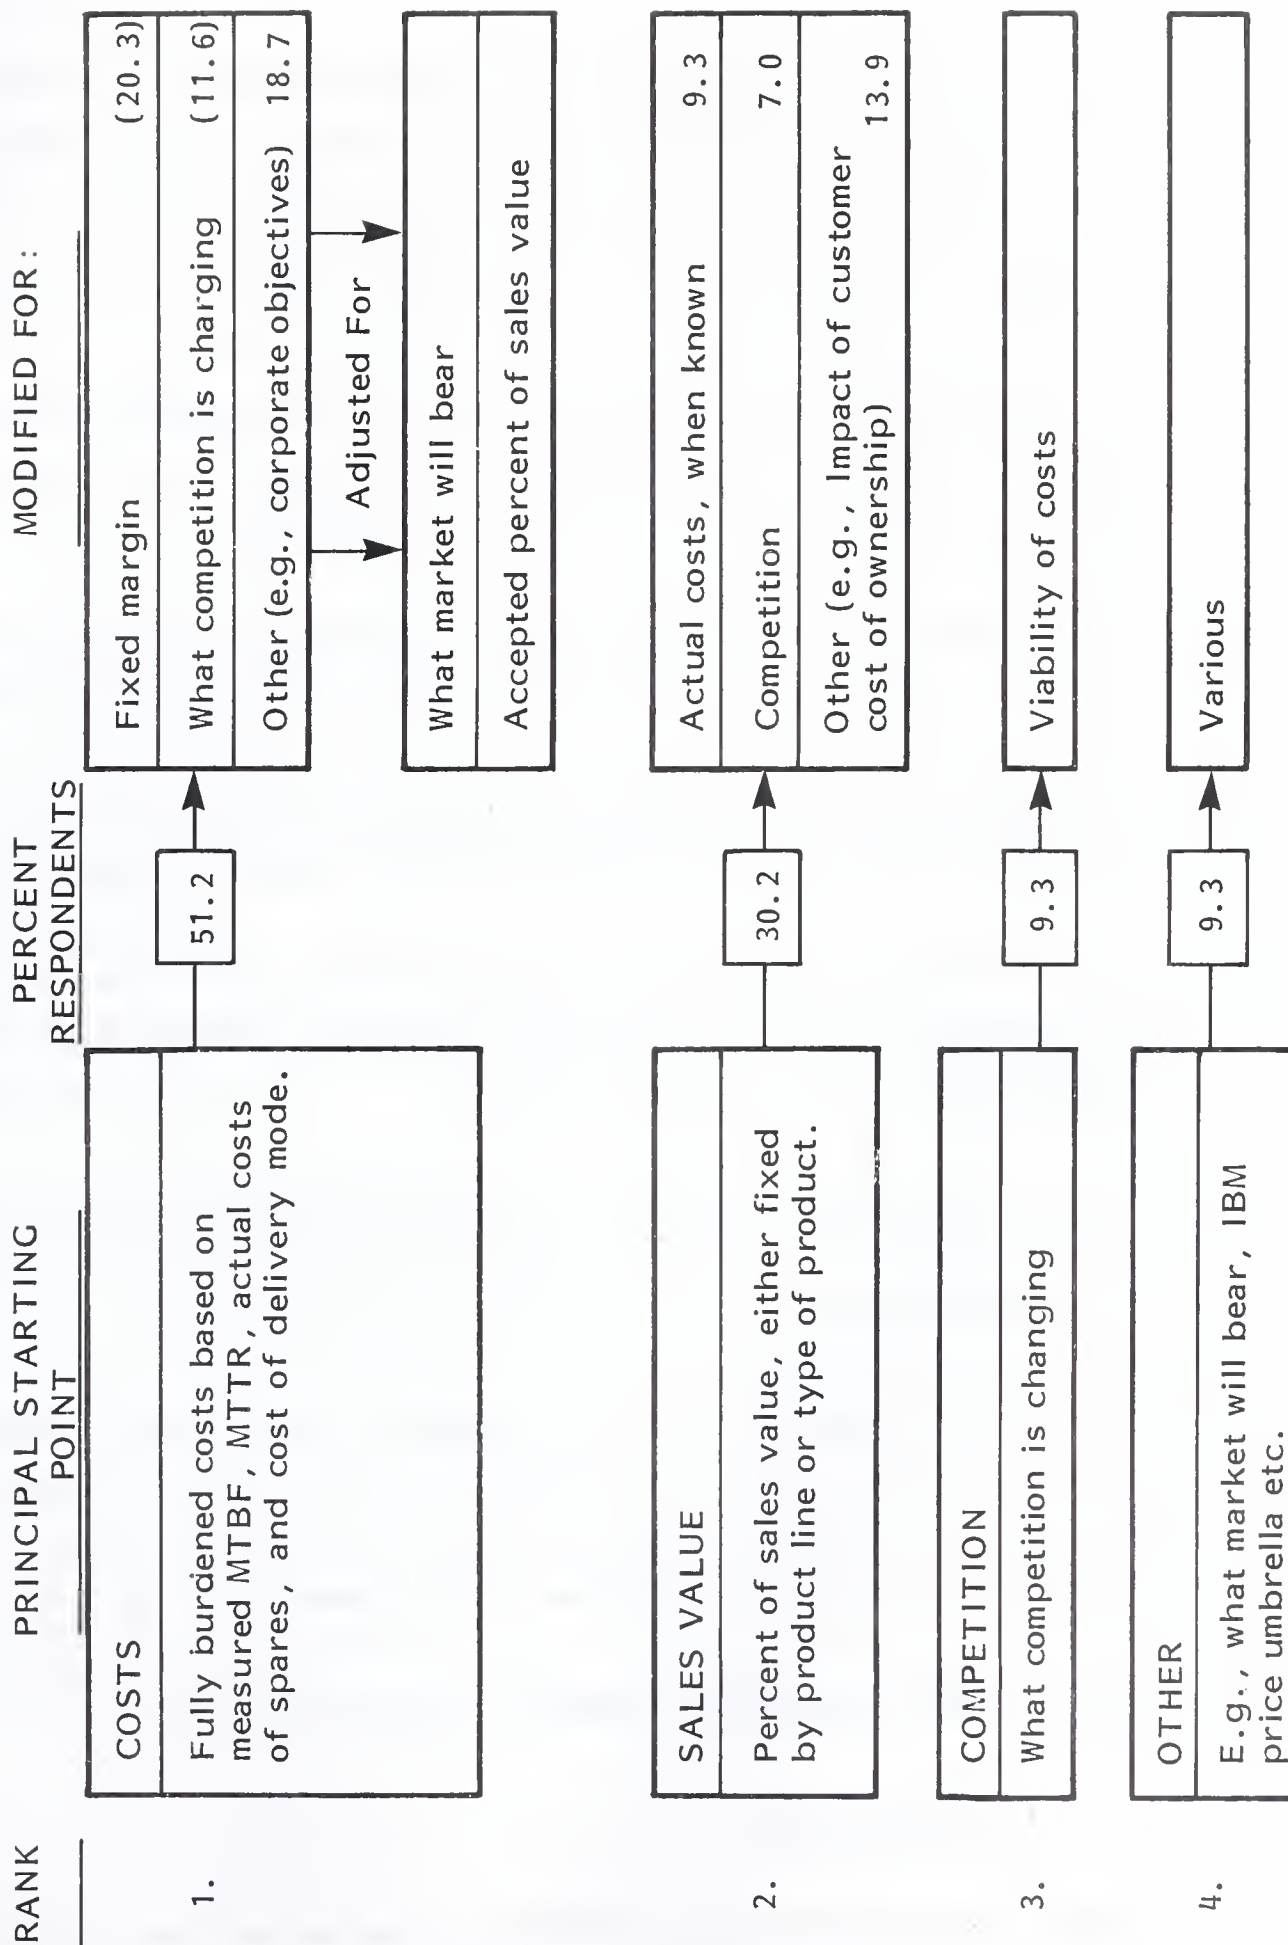 RANK
PRINCIPAL STARTING
POINT
PERCENT
RESPONDENTS
MODIFIED FOR:
1.
COSTS
Fully burdened costs based on
measured MTBF, MTTR, actual costs
of spares, and cost of delivery mode.
51.2
Fixed margin (20.3)
What competition is charging (11.6)
Other (e.g., corporate objectives) 18.7
Adjusted For
What market will bear
Accepted percent of sales value
2.
SALES VALUE
Percent of sales value, either fixed
by product line or type of product.
30.2
Actual costs, when known 9.3
Competition 7.0
Other (e.g., Impact of customer
cost of ownership) 13.9
3.
COMPETITION
What competition is changing
9.3
Viability of costs
4.
OTHER
E.g., what market will bear, IBM
price umbrella etc.
9.3
Various